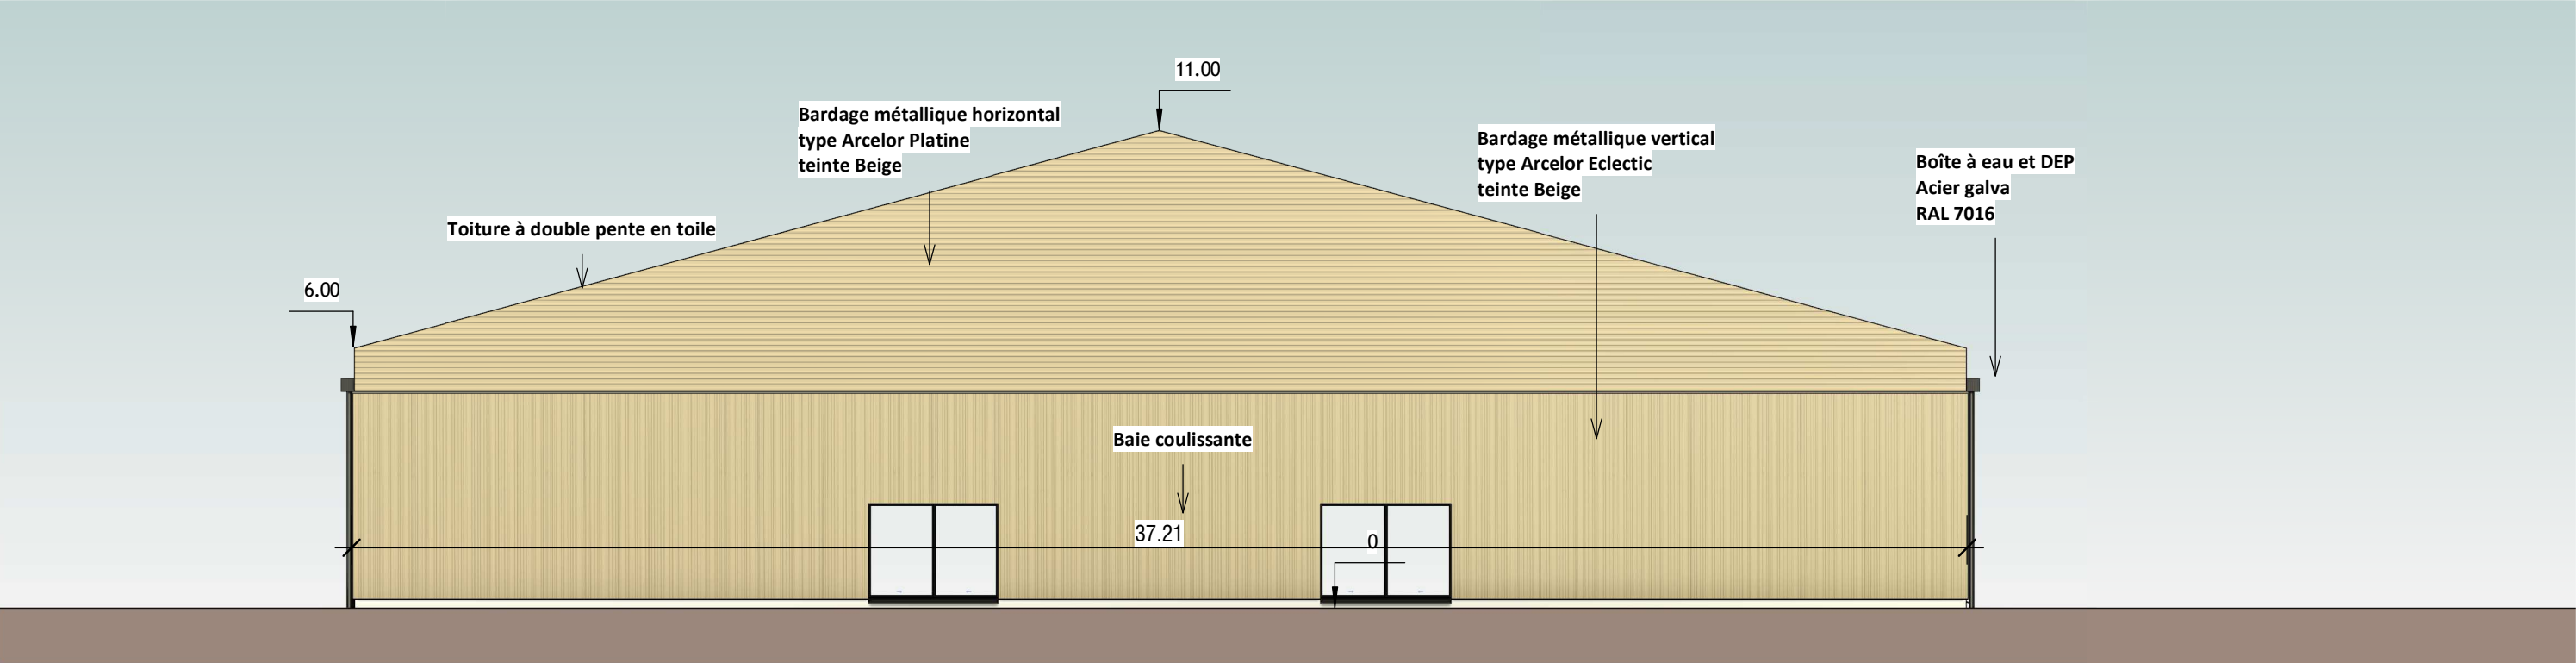 11.00
Bardage métallique horizontal
type Arcelor Platine
teinte Beige
Bardage métallique vertical
type Arcelor Eclectic
teinte Beige
Boîte à eau et DEP
Acier galva
RAL 7016
Toiture à double pente en toile
6.00
Baie coulissante
37.21
0